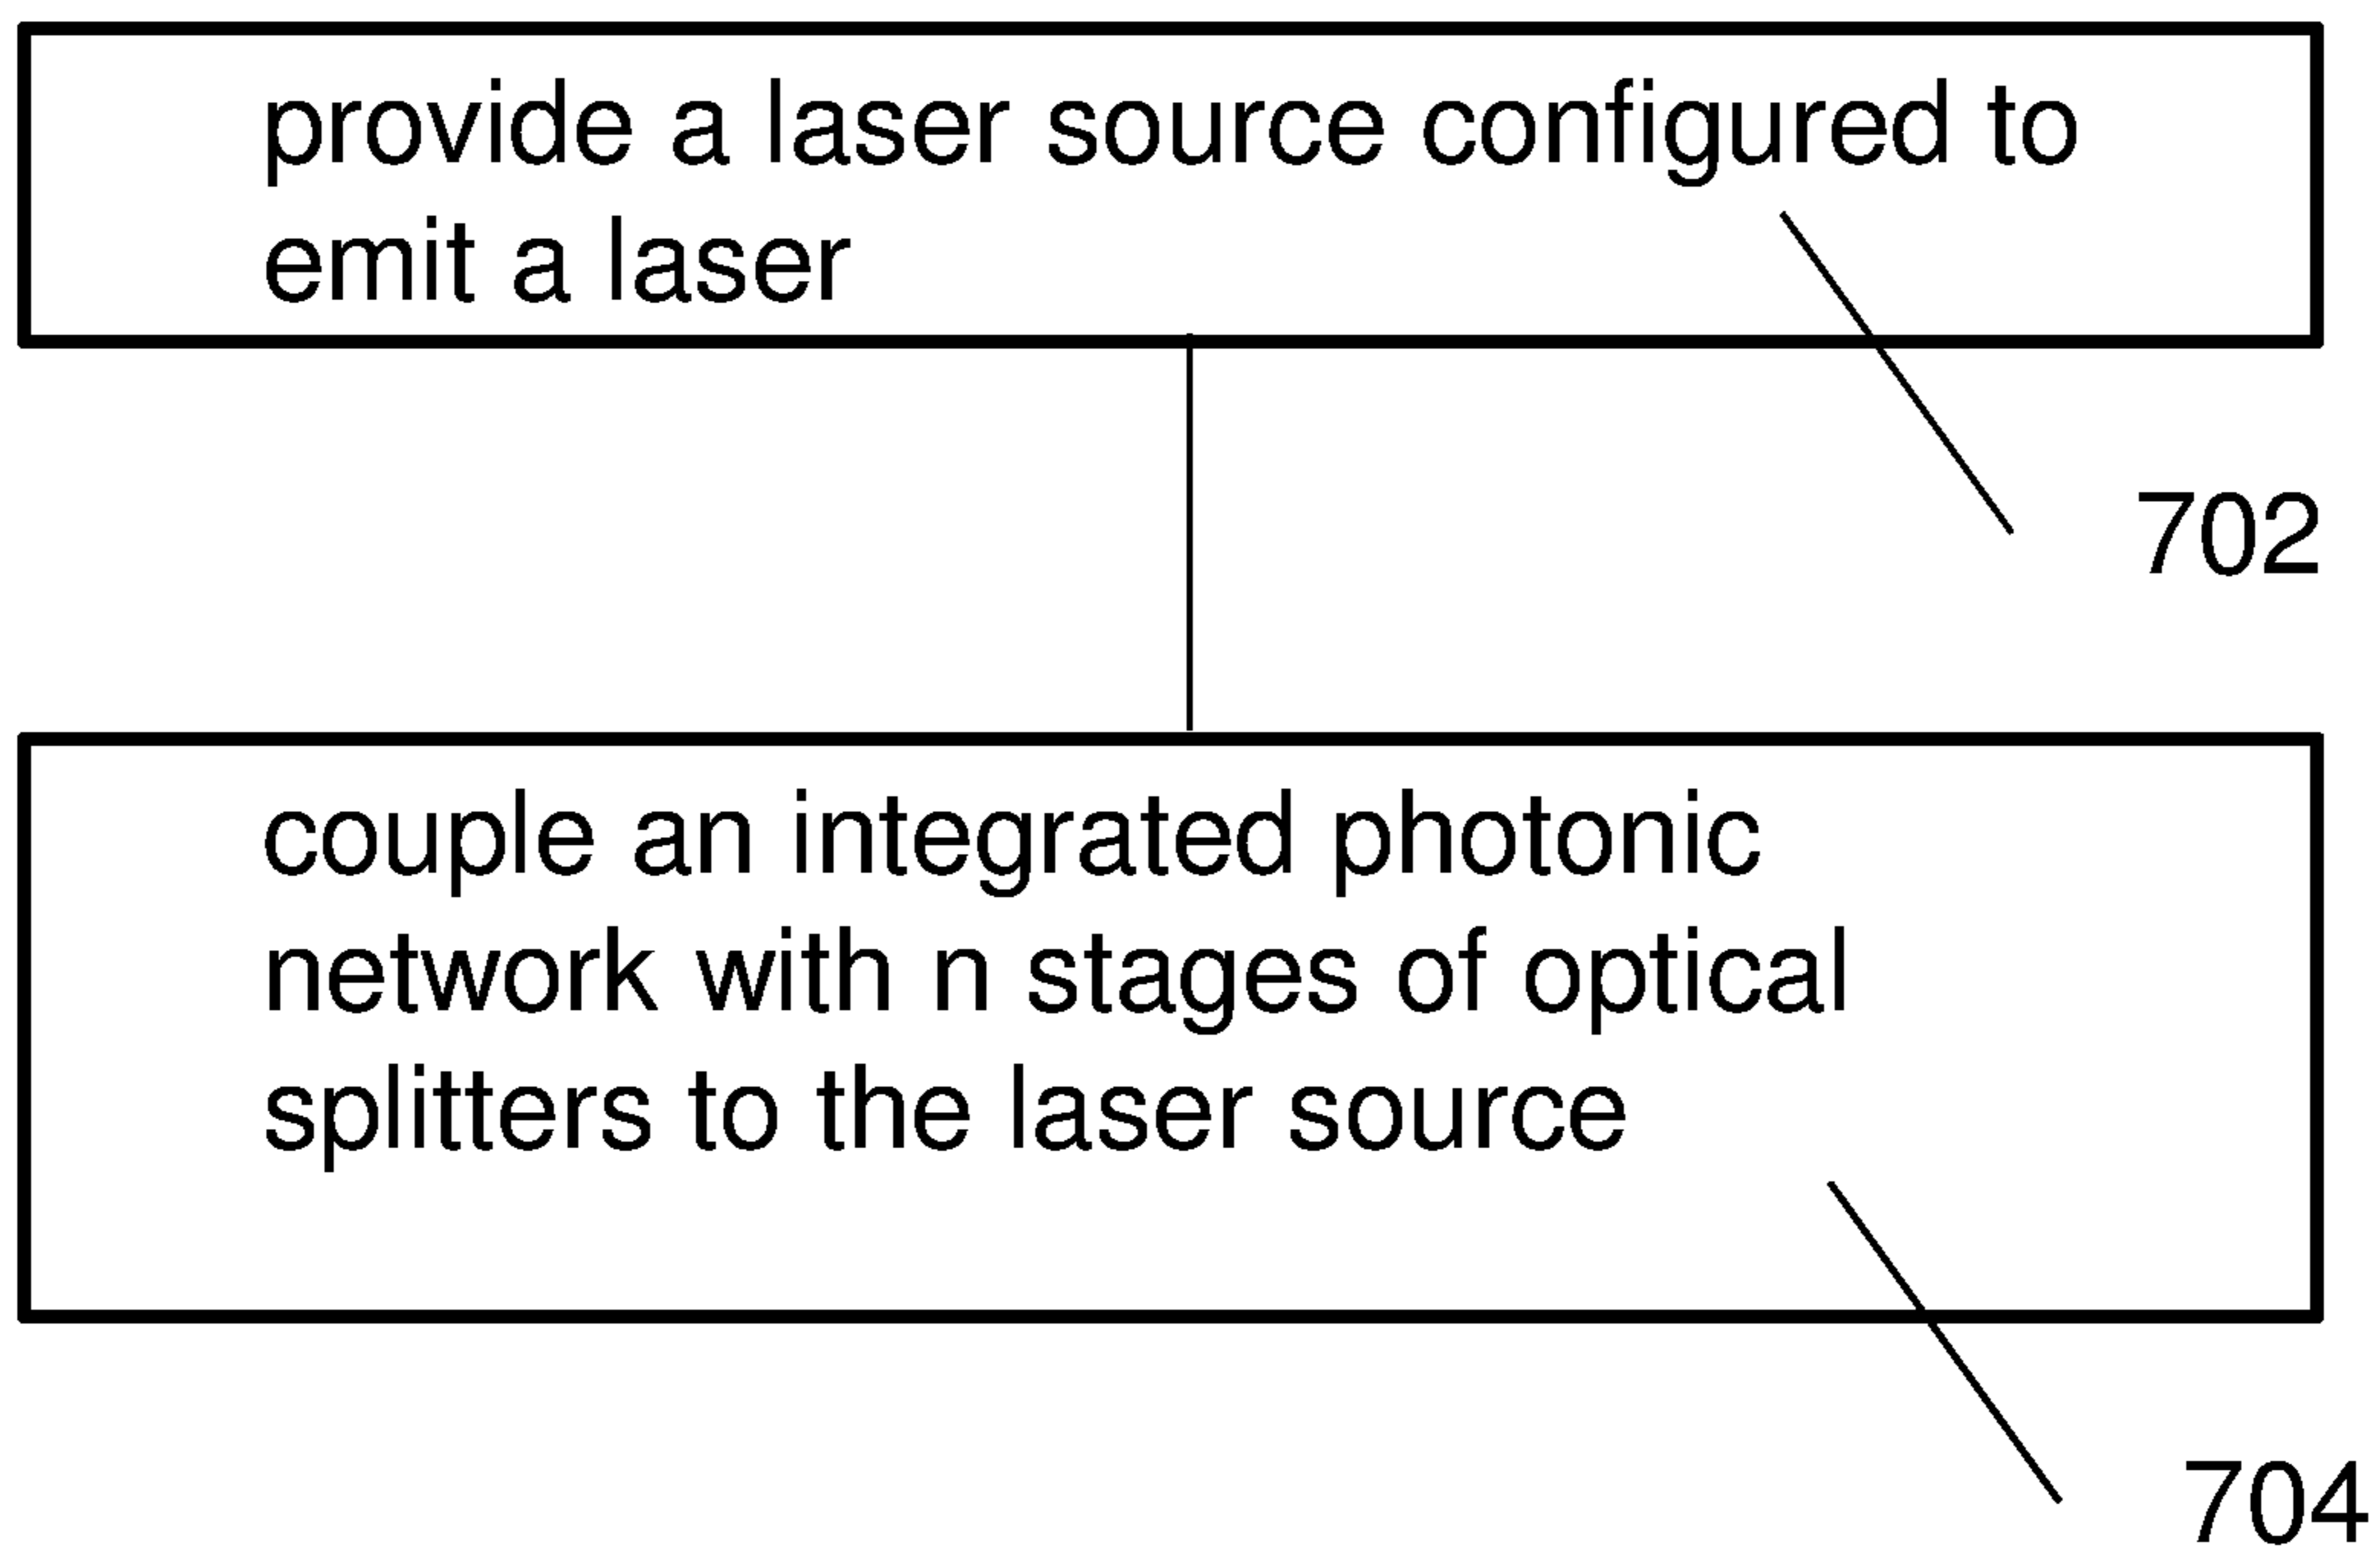 provide a laser source configured to
emit a laser
702
couple an integrated photonic
network with n stages of optical
splitters to the laser source
704